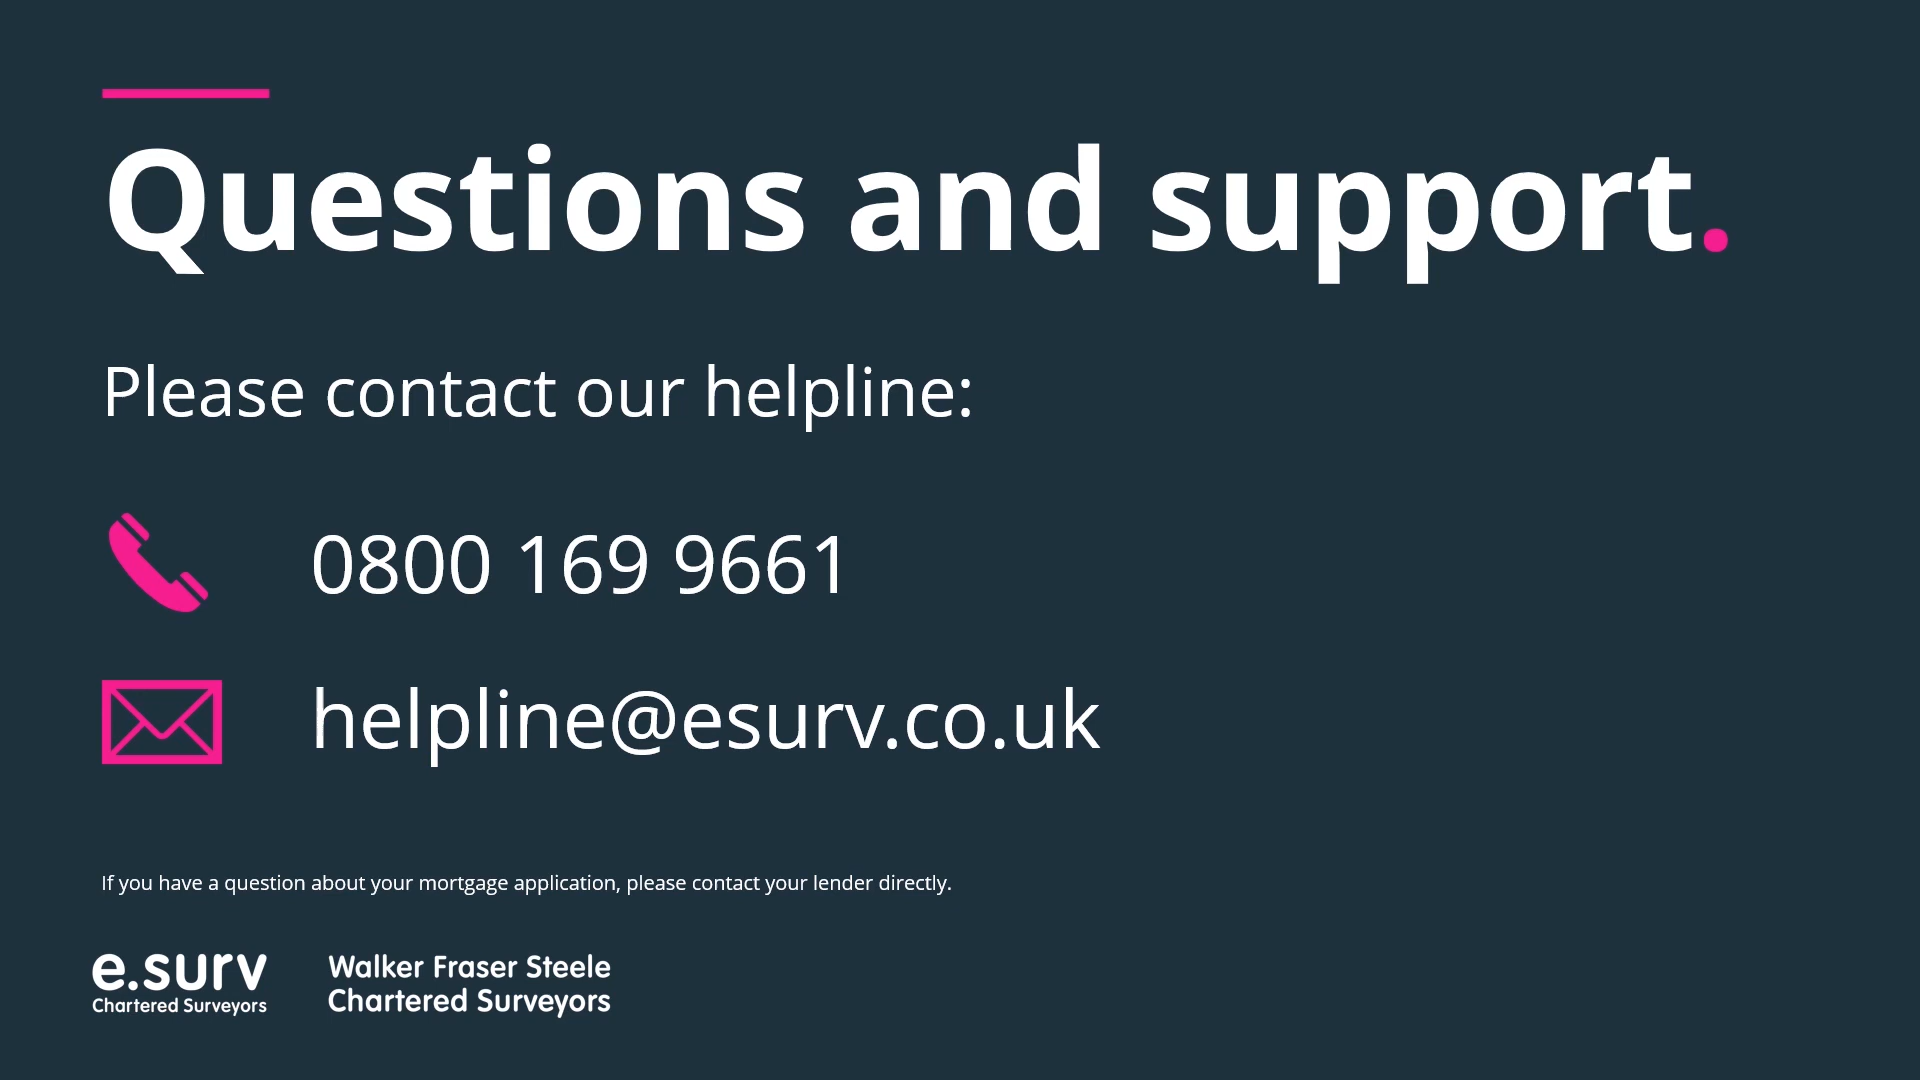 Questions and support.
Please contact our helpline:
0800 169 9661
helpline@esurv.co.uk
If you have a question about your mortgage application, please contact your lender directly.
e.surv
Chartered Surveyors
Walker Fraser Steele
Chartered Surveyors